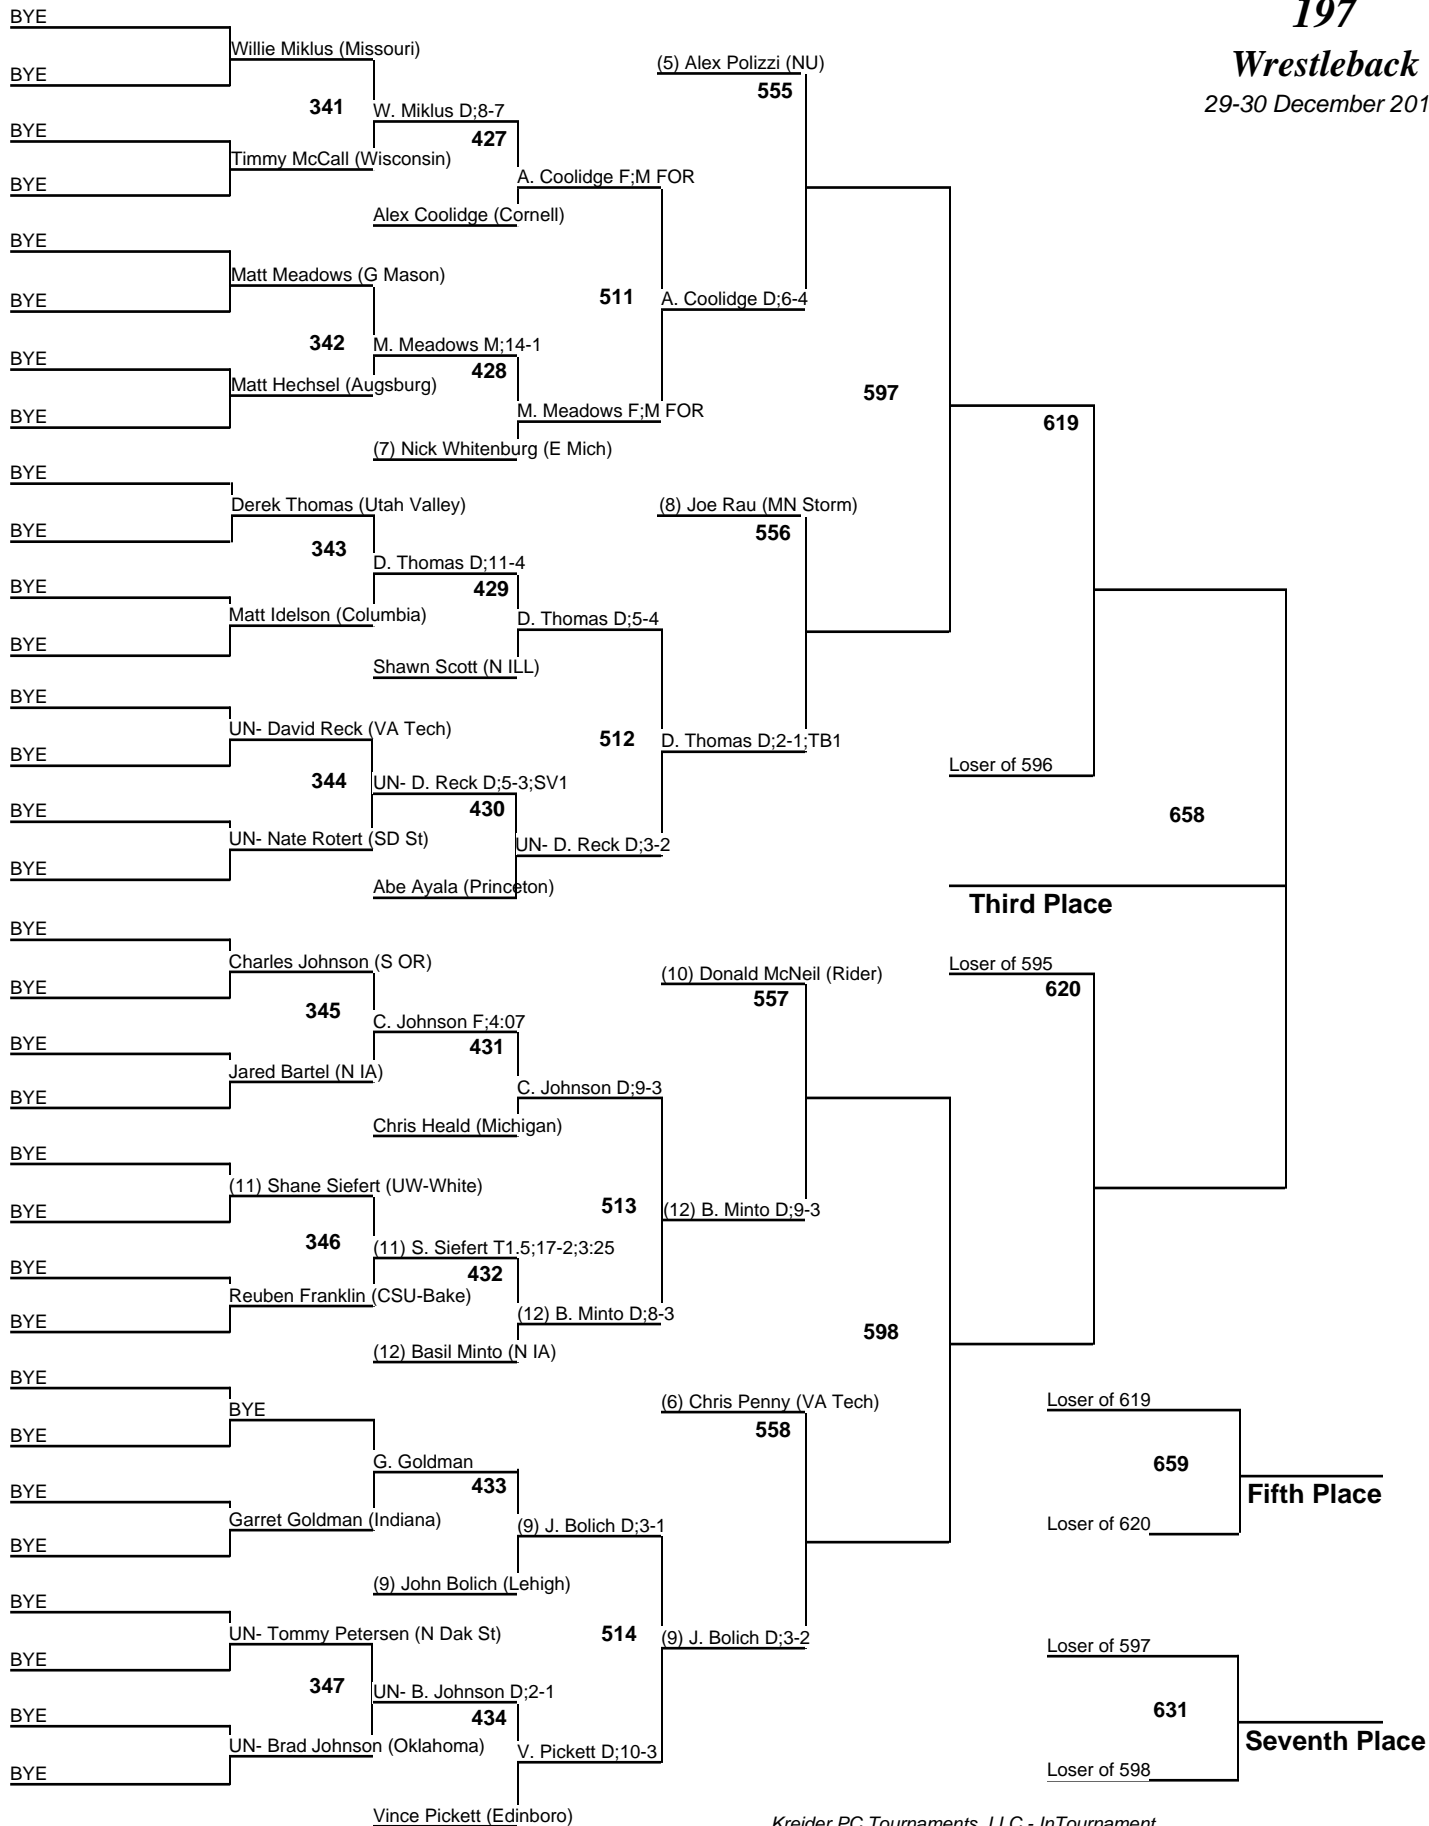 197
Wrestleback
29-30 December 201
BYE
Willie Miklus (Missouri)
(5) Alex Polizzi (NU)
BYE
555
341
W. Miklus D;8-7
BYE
427
Timmy McCall (Wisconsin)
A. Coolidge F;M FOR
BYE
Alex Coolidge (Cornell)
BYE
Matt Meadows (G Mason)
BYE
511
A. Coolidge D;6-4
342
M. Meadows M;14-1
BYE
428
Matt Hechsel (Augsburg)
597
BYE
M. Meadows F;M FOR
619
(7) Nick Whitenburg (E Mich)
BYE
Derek Thomas (Utah Valley)
(8) Joe Rau (MN Storm)
BYE
556
343
D. Thomas D;11-4
BYE
429
Matt Idelson (Columbia)
D. Thomas D;5-4
BYE
Shawn Scott (N ILL)
BYE
UN- David Reck (VA Tech)
512
D. Thomas D;2-1;TB1
BYE
Loser of 596
344
UN- D. Reck D;5-3;SV1
BYE
430
658
UN- Nate Rotert (SD St)
UN- D. Reck D;3-2
BYE
Abe Ayala (Princeton)
Third Place
BYE
Charles Johnson (S OR)
Loser of 595
(10) Donald McNeil (Rider)
BYE
620
557
345
C. Johnson F;4:07
BYE
431
Jared Bartel (N IA)
C. Johnson D;9-3
BYE
Chris Heald (Michigan)
BYE
(11) Shane Siefert (UW-White)
513
(12) B. Minto D;9-3
BYE
346
(11) S. Siefert T1.5;17-2;3:25
BYE
432
Reuben Franklin (CSU-Bake)
(12) B. Minto D;8-3
BYE
598
(12) Basil Minto (N IA)
BYE
(6) Chris Penny (VA Tech)
Loser of 619
BYE
BYE
558
G. Goldman
659
BYE
433
Fifth Place
Garret Goldman (Indiana)
(9) J. Bolich D;3-1
Loser of 620
BYE
(9) John Bolich (Lehigh)
BYE
UN- Tommy Petersen (N Dak St)
514
(9) J. Bolich D;3-2
Loser of 597
BYE
347
UN- B. Johnson D;2-1
BYE
434
631
UN- Brad Johnson (Oklahoma)
V. Pickett D;10-3
Seventh Place
BYE
Loser of 598
Vince Pickett (Edinboro)
Kreider PC Tournaments, LLC - InTournament